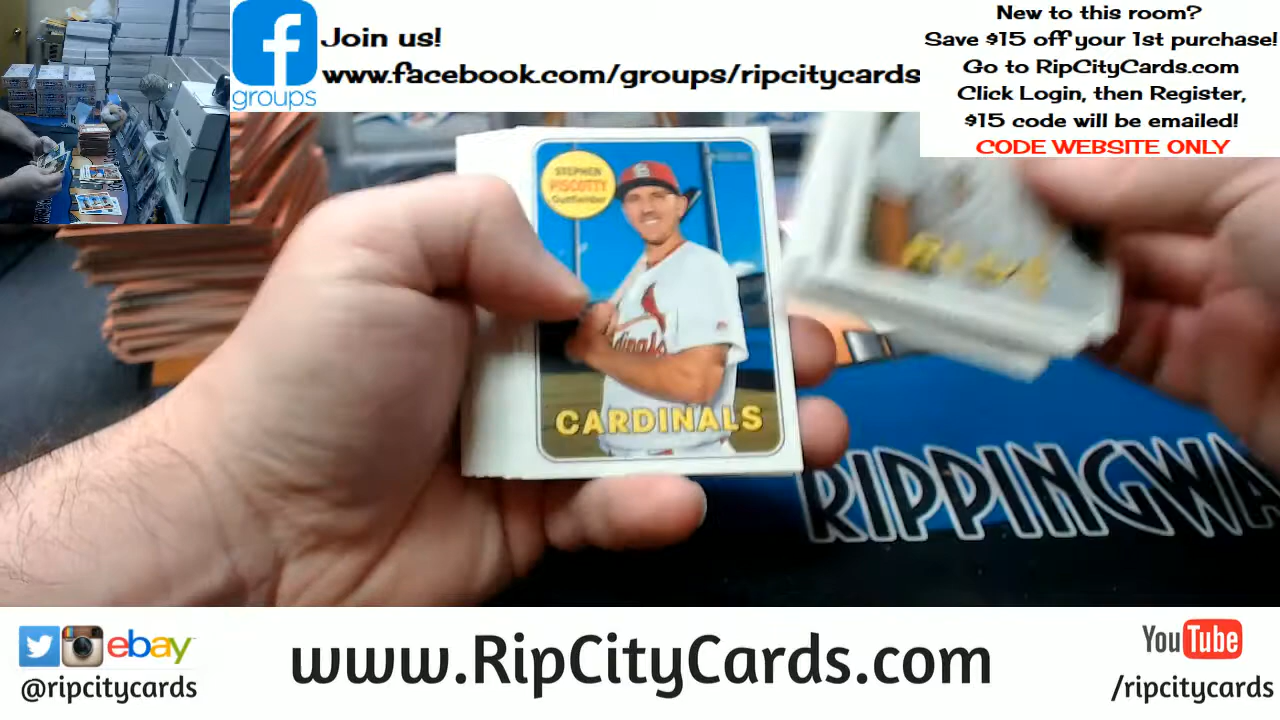 Join us!
www.facebook.com/groups/ripcitycards
groups
New to this room?
Save $15 off your 1st purchase!
Go to RipCityCards.com
Click Login, then Register,
$15 code will be emailed!
CODE WEBSITE ONLY
STEPHEN
PISCOTTY
Outfielder
CARDINALS
RIPPINGWA
ebay
@ripcitycards
www.RipCityCards.com
YouTube
/ripcitycards